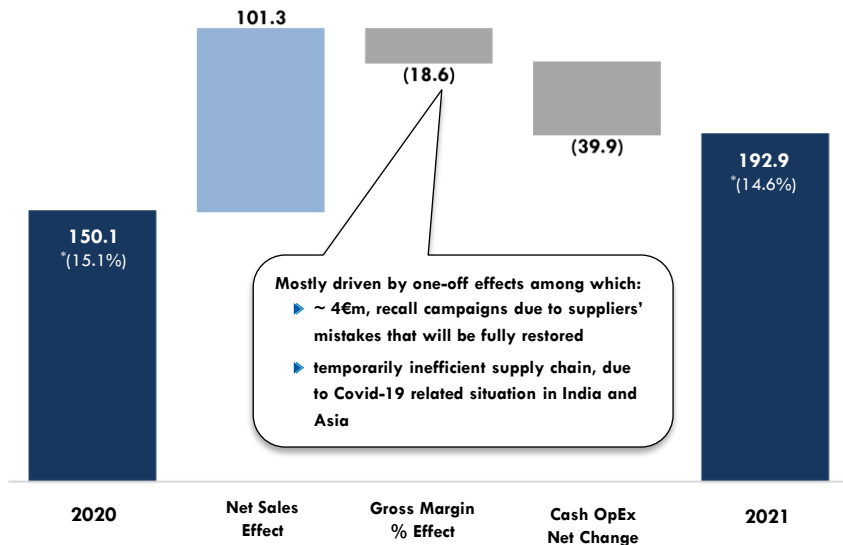 101.3
(18.6)
(39.9)
192.9
*(14.6%)
150.1
*(15.1%)
Mostly driven by one-off effects among which:
~ 4€m, recall campaigns due to suppliers’
mistakes that will be fully restored
temporarily inefficient supply chain, due
to Covid-19 related situation in India and
Asia
2020
Net Sales
Effect
Gross Margin
% Effect
Cash OpEx
Net Change
2021